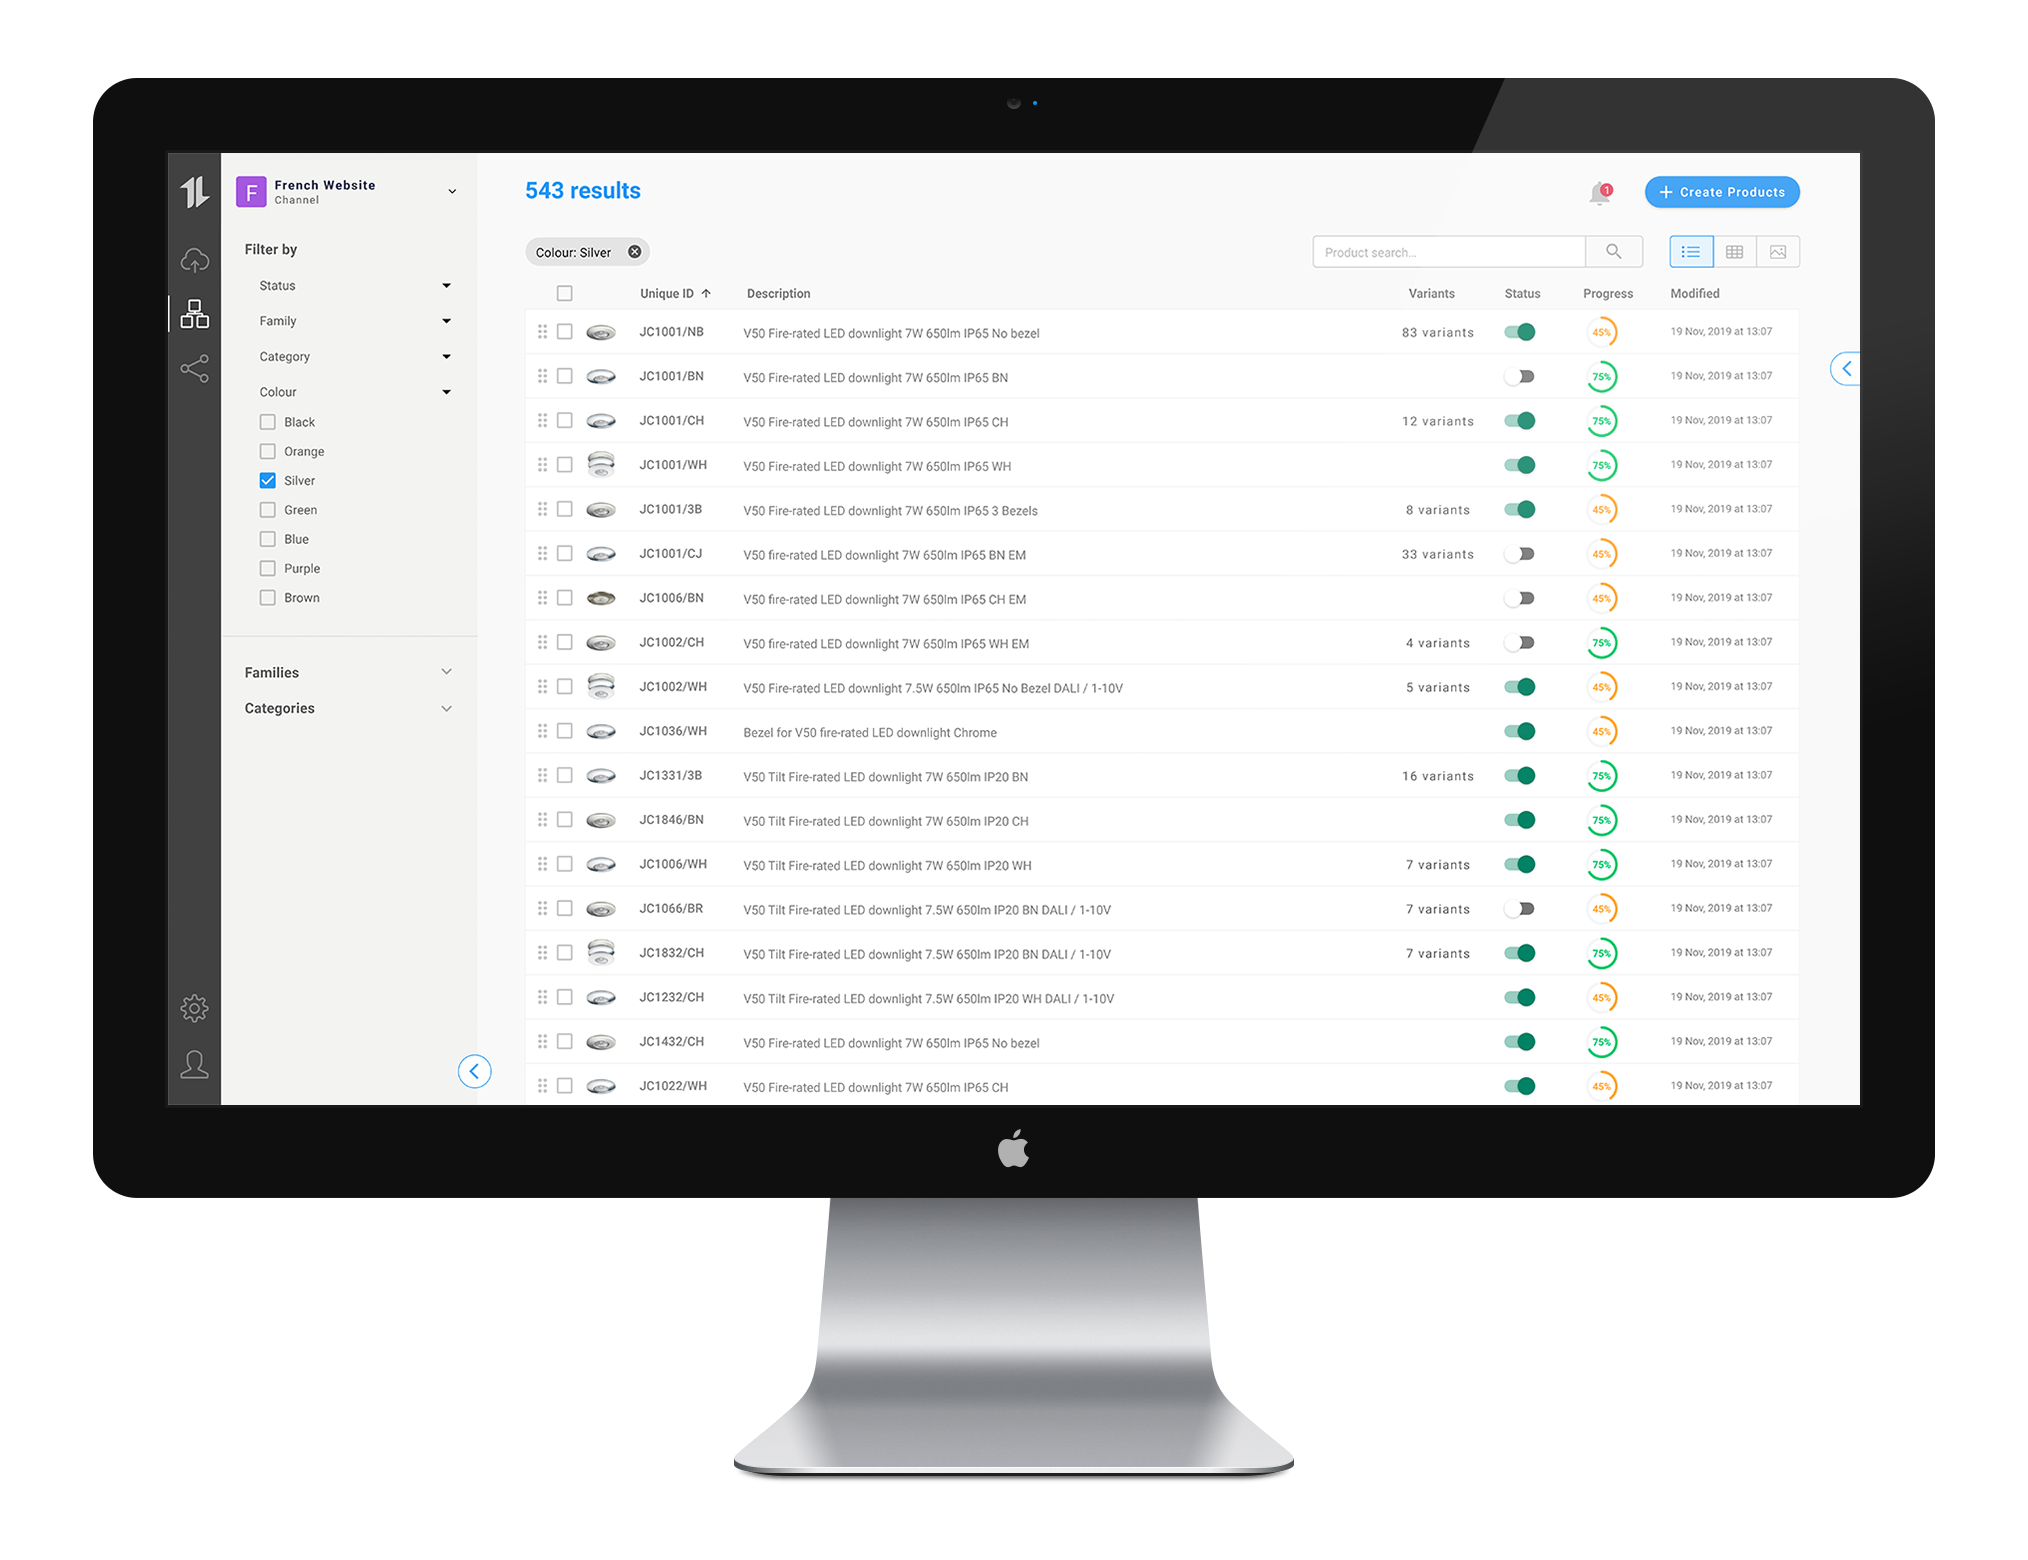 F
French Website
Channel
543 results
1
+ Create Products
Filter by
Status
Family
Category
Colour
Black
Orange
Silver
Green
Blue
Purple
Brown
Families
Categories
Colour: Silver
Product search...
Unique ID Description Variants Status Progress Modified
JC1001/NB V50 Fire-rated LED downlight 7W 650lm IP65 No bezel 83 variants 45% 19 Nov, 2019 at 13:07
JC1001/BN V50 Fire-rated LED downlight 7W 650lm IP65 BN 75% 19 Nov, 2019 at 13:07
JC1001/CH V50 Fire-rated LED downlight 7W 650lm IP65 CH 12 variants 75% 19 Nov, 2019 at 13:07
JC1001/WH V50 Fire-rated LED downlight 7W 650lm IP65 WH 75% 19 Nov, 2019 at 13:07
JC1001/3B V50 Fire-rated LED downlight 7W 650lm IP65 3 Bezels 8 variants 45% 19 Nov, 2019 at 13:07
JC1001/CJ V50 fire-rated LED downlight 7W 650lm IP65 BN EM 33 variants 45% 19 Nov, 2019 at 13:07
JC1006/BN V50 fire-rated LED downlight 7W 650lm IP65 CH EM 45% 19 Nov, 2019 at 13:07
JC1002/CH V50 fire-rated LED downlight 7W 650lm IP65 WH EM 4 variants 75% 19 Nov, 2019 at 13:07
JC1002/WH V50 Fire-rated LED downlight 7.5W 650lm IP65 No Bezel DALI / 1-10V 5 variants 45% 19 Nov, 2019 at 13:07
JC1036/WH Bezel for V50 fire-rated LED downlight Chrome 45% 19 Nov, 2019 at 13:07
JC1331/3B V50 Tilt Fire-rated LED downlight 7W 650lm IP20 BN 16 variants 75% 19 Nov, 2019 at 13:07
JC1846/BN V50 Tilt Fire-rated LED downlight 7W 650lm IP20 CH 75% 19 Nov, 2019 at 13:07
JC1006/WH V50 Tilt Fire-rated LED downlight 7W 650lm IP20 WH 7 variants 75% 19 Nov, 2019 at 13:07
JC1066/BR V50 Tilt Fire-rated LED downlight 7.5W 650lm IP20 BN DALI / 1-10V 7 variants 45% 19 Nov, 2019 at 13:07
JC1832/CH V50 Tilt Fire-rated LED downlight 7.5W 650lm IP20 BN DALI / 1-10V 7 variants 75% 19 Nov, 2019 at 13:07
JC1232/CH V50 Tilt Fire-rated LED downlight 7.5W 650lm IP20 WH DALI / 1-10V 45% 19 Nov, 2019 at 13:07
JC1432/CH V50 Fire-rated LED downlight 7W 650lm IP65 No bezel 75% 19 Nov, 2019 at 13:07
JC1022/WH V50 Fire-rated LED downlight 7W 650lm IP65 CH 45% 19 Nov, 2019 at 13:07